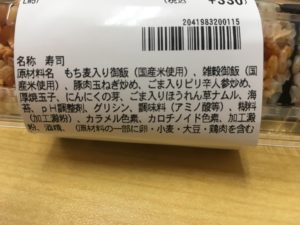 2041983200115
名称 寿司
原材料名 もち麦入り御飯(国産米使用)、雑穀御飯(国
産米使用)、豚肉玉ねぎ炒め、ごま入りピリ辛人参炒め、
厚焼玉子、にんにくの芽、ごま入りほうれん草ナムル、海
苔、pH調整剤、グリシン、調味料(アミノ酸等)、糊料
(加工澱粉)、カラメル色素、カロチノイド色素、加工澱
粉、酒精、(原材料の一部に卵・小麦・大豆・鶏肉を含む)